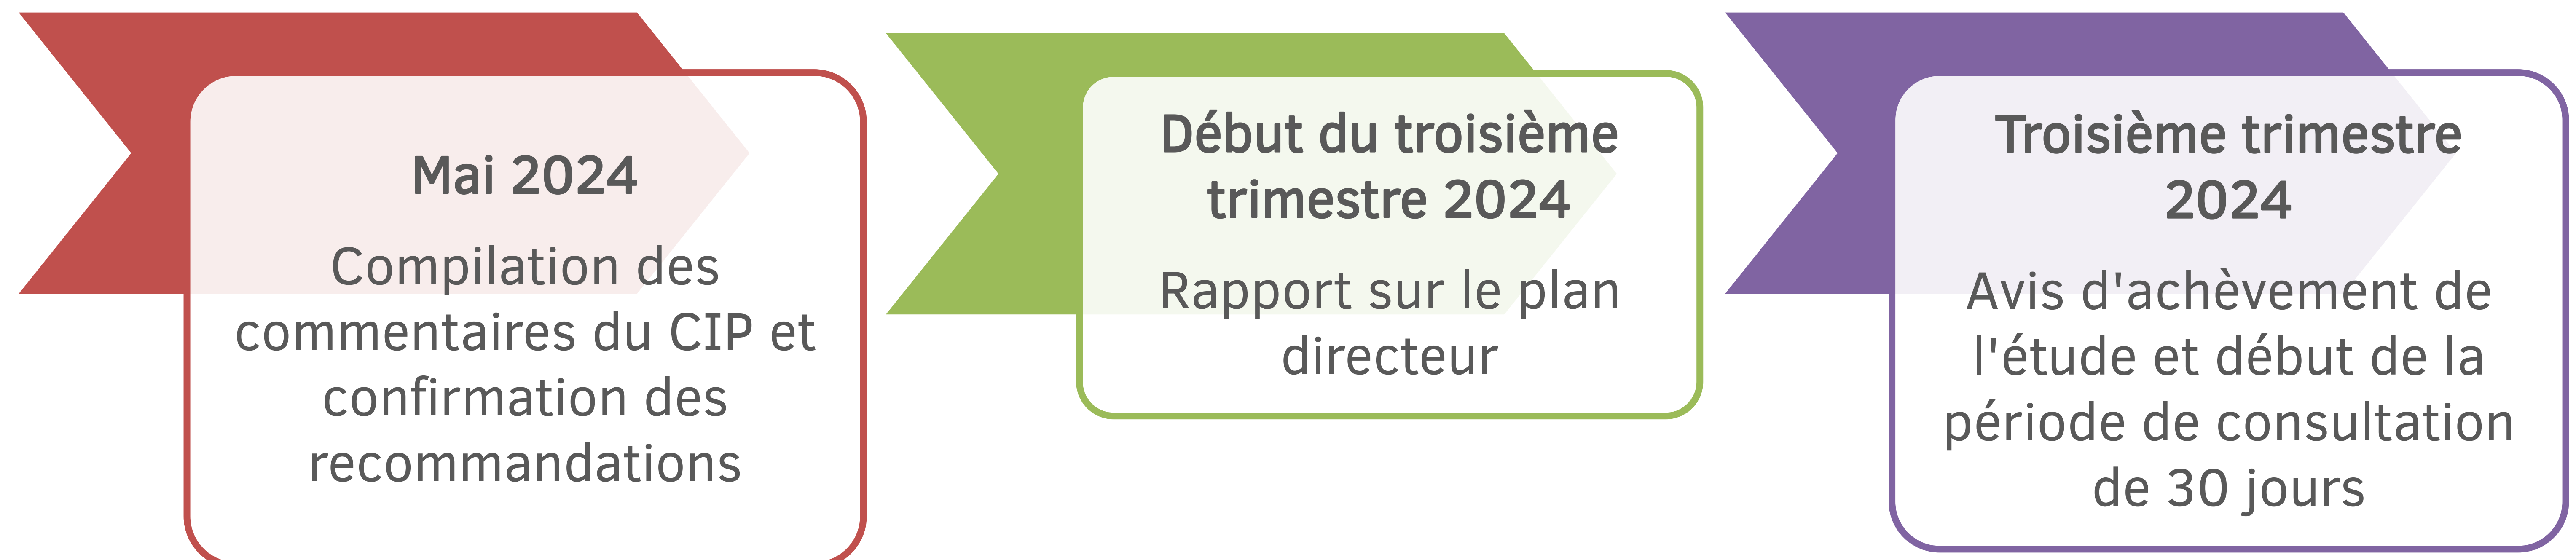 Mai 2024
Compilation des
commentaires du CIP et
confirmation des
recommandations
Début du troisième
trimestre 2024
Rapport sur le plan
directeur
Troisième trimestre
2024
Avis d'achèvement de
l'étude et début de la
période de consultation
de 30 jours